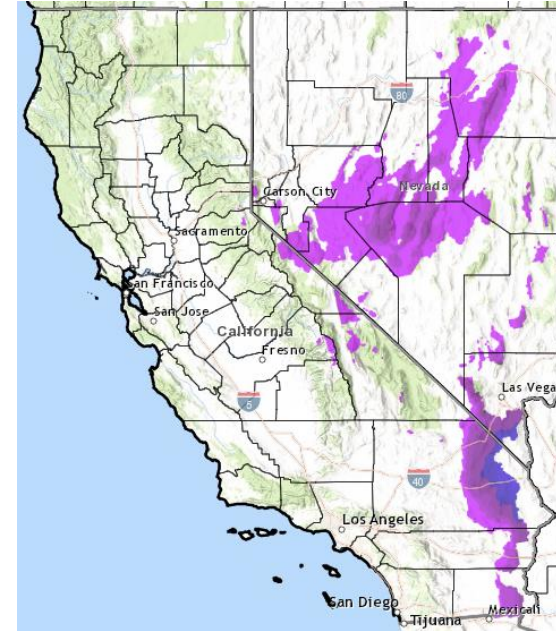 80
Carson City
Nevada
Sacramento
San Francisco
San Jose
California
Fresno
5
Las Vega
40
Los Angeles
San Diego
Tijuana
Mexicali